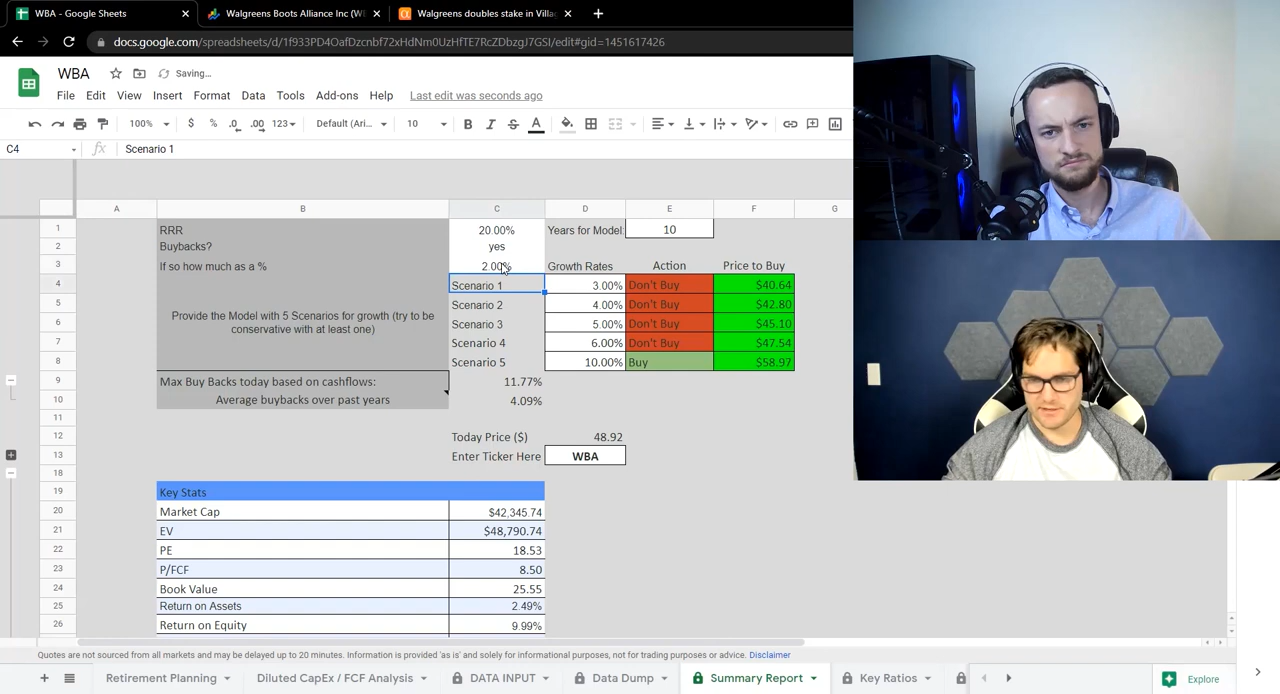 WBA - Google Sheets
Walgreens Boots Alliance Inc (W
Walgreens doubles stake in Villa
docs.google.com/spreadsheets/d/1f933PD4OafDzcnbf72xHdNm0UzHfTE7RcZDbzgJ7GSI/edit#gid=1451617426
WBA Saving...
File Edit View Insert Format Data Tools Add-ons Help Last edit was seconds ago
100% $ % .0 .00 123 Default (Ari... 10 B I S A
C4 fx Scenario 1
A B C D E F G
1 RRR 20.00% Years for Model: 10
2 Buybacks? yes
3 If so how much as a % 2.00% Growth Rates Action Price to Buy
4 Scenario 1 3.00% Don't Buy $40.64
5 Scenario 2 4.00% Don't Buy $42.80
Provide the Model with 5 Scenarios for growth (try to be
6 Scenario 3 5.00% Don't Buy $45.10
conservative with at least one)
7 Scenario 4 6.00% Don't Buy $47.54
8 Scenario 5 10.00% Buy $58.97
9 Max Buy Backs today based on cashflows: 11.77%
10 Average buybacks over past years 4.09%
11
12 Today Price ($) 48.92
13 Enter Ticker Here WBA
18
19 Key Stats
20 Market Cap $42,345.74
21 EV $48,790.74
22 PE 18.53
23 P/FCF 8.50
24 Book Value 25.55
25 Return on Assets 2.49%
26 Return on Equity 9.99%
Quotes are not sourced from all markets and may be delayed up to 20 minutes. Information is provided 'as is' and solely for informational purposes, not for trading purposes or advice. Disclaimer
Retirement Planning Diluted CapEx / FCF Analysis DATA INPUT Data Dump Summary Report Key Ratios Explore